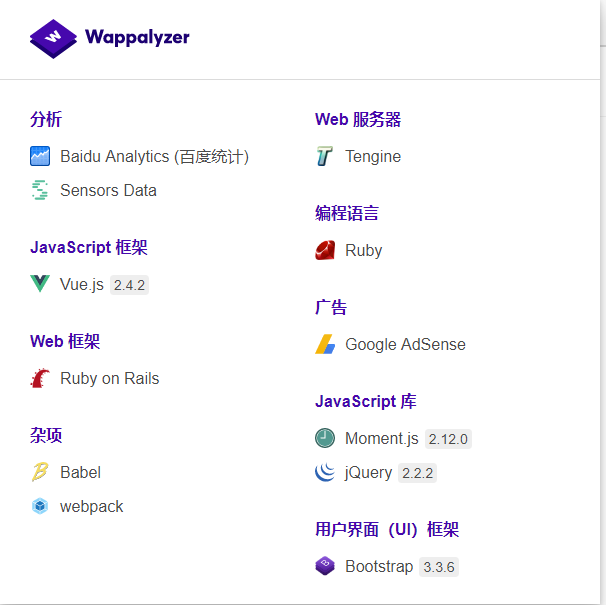 Wappalyzer
分析
Baidu Analytics (百度统计)
Sensors Data
JavaScript 框架
Vue.js 2.4.2
Web 框架
Ruby on Rails
杂项
Babel
webpack
Web 服务器
Tengine
编程语言
Ruby
广告
Google AdSense
JavaScript 库
Moment.js 2.12.0
jQuery 2.2.2
用户界面（UI）框架
Bootstrap 3.3.6